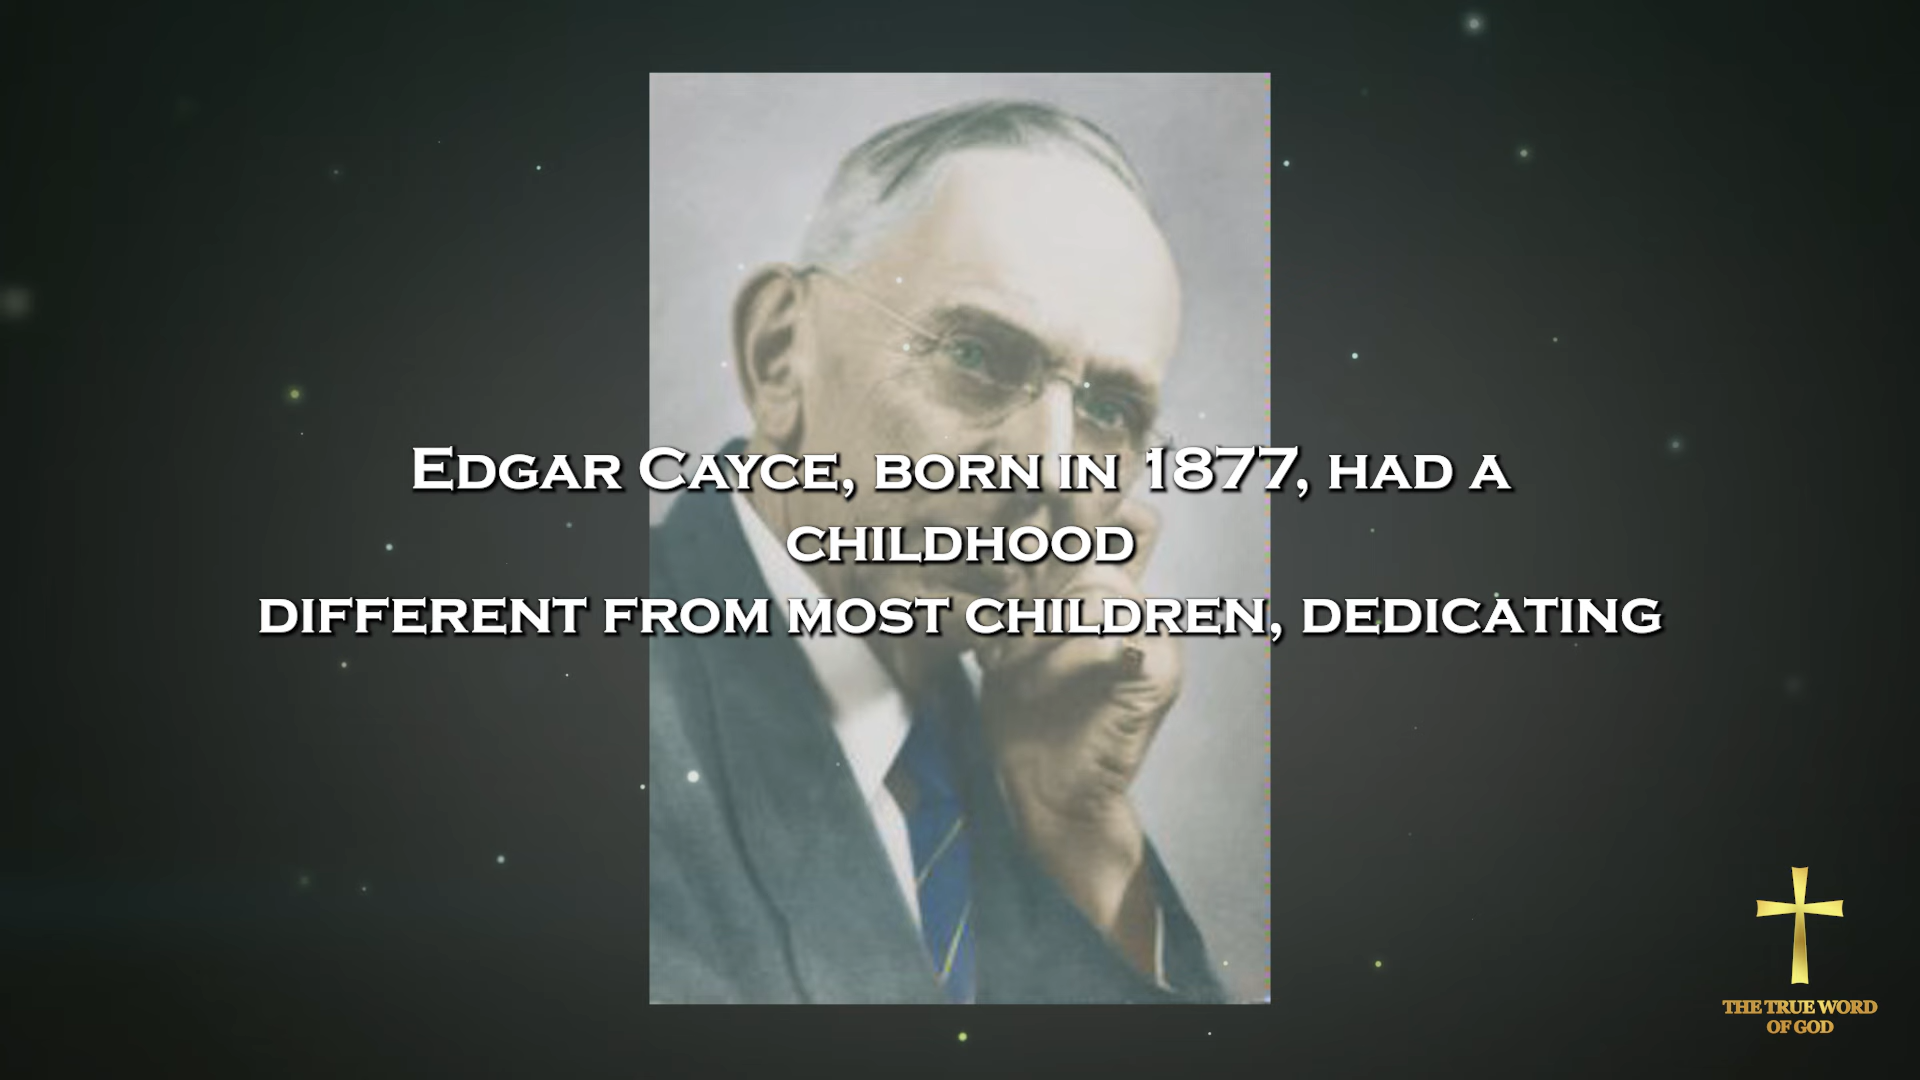 Edgar Cayce, born in 1877, had a
childhood
different from most children, dedicating
THE TRUE WORD
OF GOD